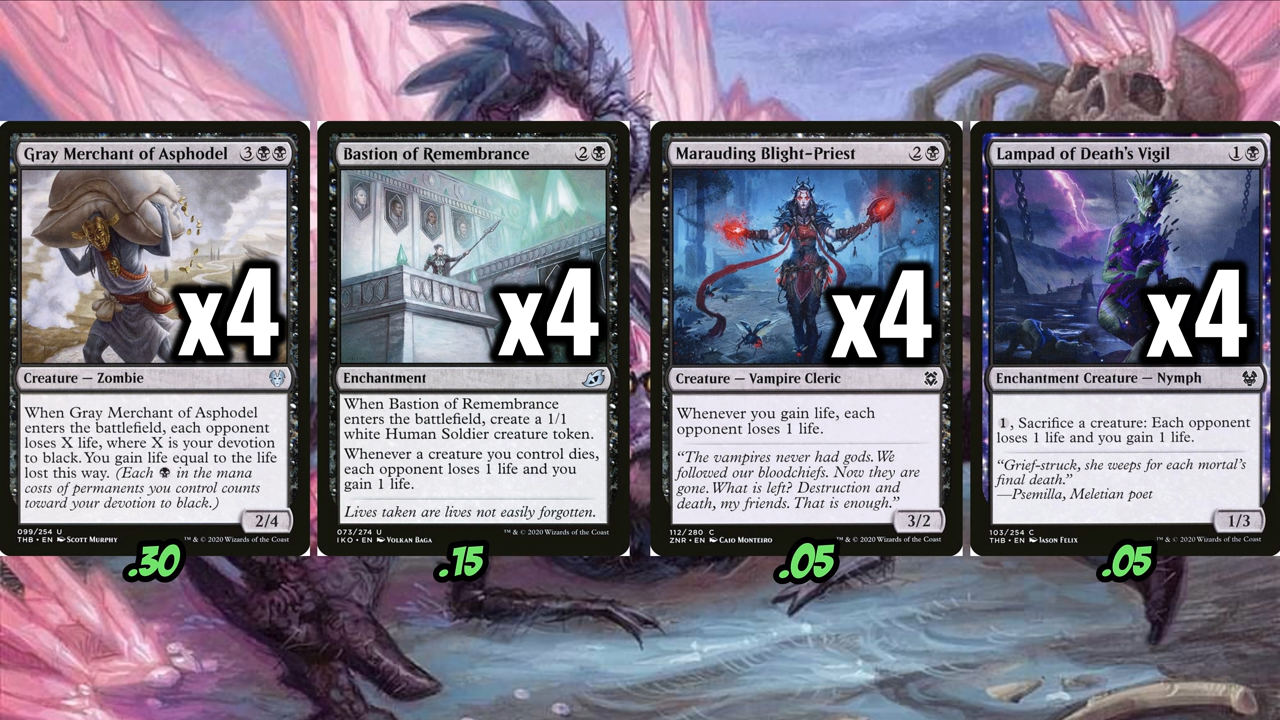 Gray Merchant of Asphodel 3
x4
Creature — Zombie
When Gray Merchant of Asphodel
enters the battlefield, each opponent
loses X life, where X is your devotion
to black. You gain life equal to the life
lost this way. (Each in the mana
costs of permanents you control counts
toward your devotion to black.)
2/4
099/254 U
THB • EN Scott Murphy
™ & © 2020 Wizards of the Coast
.30
Bastion of Remembrance 2
x4
Enchantment
When Bastion of Remembrance
enters the battlefield, create a 1/1
white Human Soldier creature token.
Whenever a creature you control dies,
each opponent loses 1 life and you
gain 1 life.
Lives taken are lives not easily forgotten.
073/274 U
IKO • EN Volkan Baga
™ & © 2020 Wizards of the Coast
.15
Marauding Blight-Priest 2
x4
Creature — Vampire Cleric
Whenever you gain life, each
opponent loses 1 life.
“The vampires never had gods. We
followed our bloodchiefs. Now they are
gone. What is left? Destruction and
death, my friends. That is enough.”
3/2
112/280 C
ZNR • EN Caio Monteiro
™ & © 2020 Wizards of the Coast
.05
Lampad of Death’s Vigil 1
x4
Enchantment Creature — Nymph
1, Sacrifice a creature: Each opponent
loses 1 life and you gain 1 life.
“Grief-struck, she weeps for each mortal’s
final death.”
—Psemilla, Meletian poet
1/3
103/254 C
THB • EN Jason Felix
™ & © 2020 Wizards of the Coast
.05